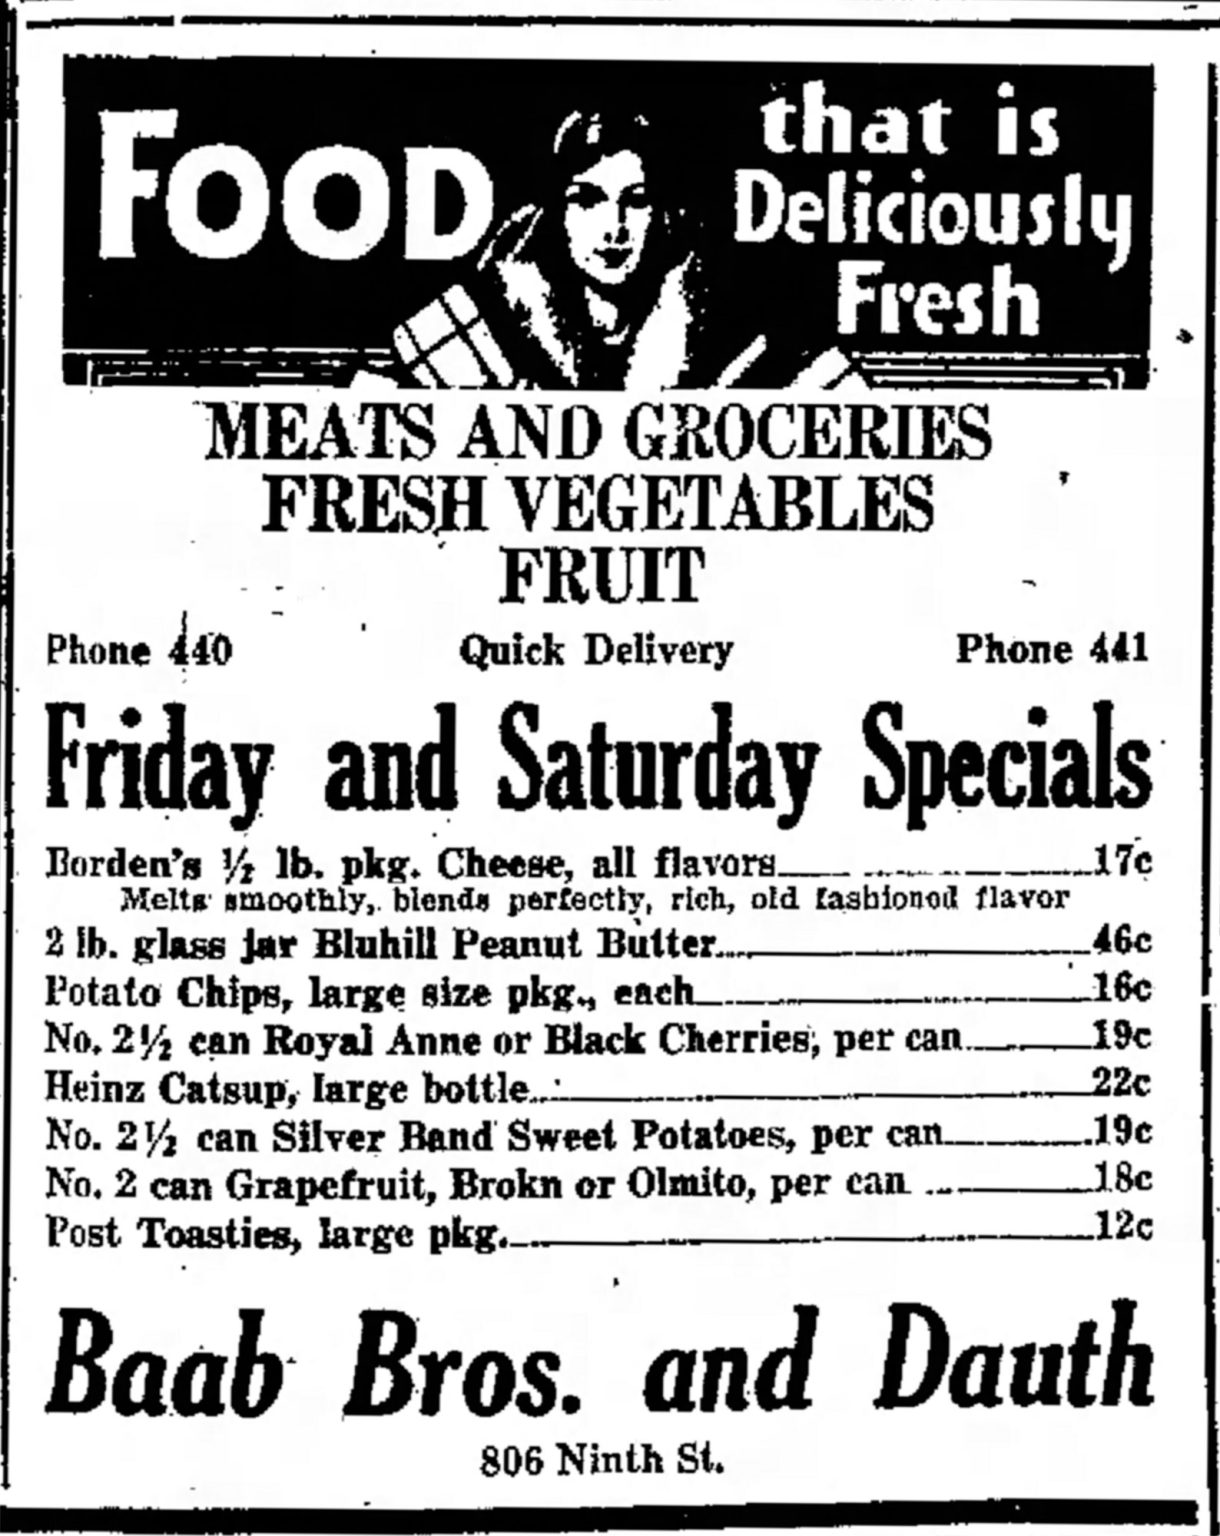 FOOD
that is
Deliciously
Fresh
MEATS AND GROCERIES
FRESH VEGETABLES
FRUIT
Phone 440 Quick Delivery Phone 441
Friday and Saturday Specials
Borden's ½ lb. pkg. Cheese, all flavors 17c
Melts smoothly, blends perfectly, rich, old fashioned flavor
2 lb. glass jar Bluhill Peanut Butter 46c
Potato Chips, large size pkg., each 16c
No. 2½ can Royal Anne or Black Cherries, per can 19c
Heinz Catsup, large bottle 22c
No. 2½ can Silver Band Sweet Potatoes, per can 19c
No. 2 can Grapefruit, Brokn or Olmito, per can 18c
Post Toasties, large pkg. 12c
Baab Bros. and Dauth
806 Ninth St.